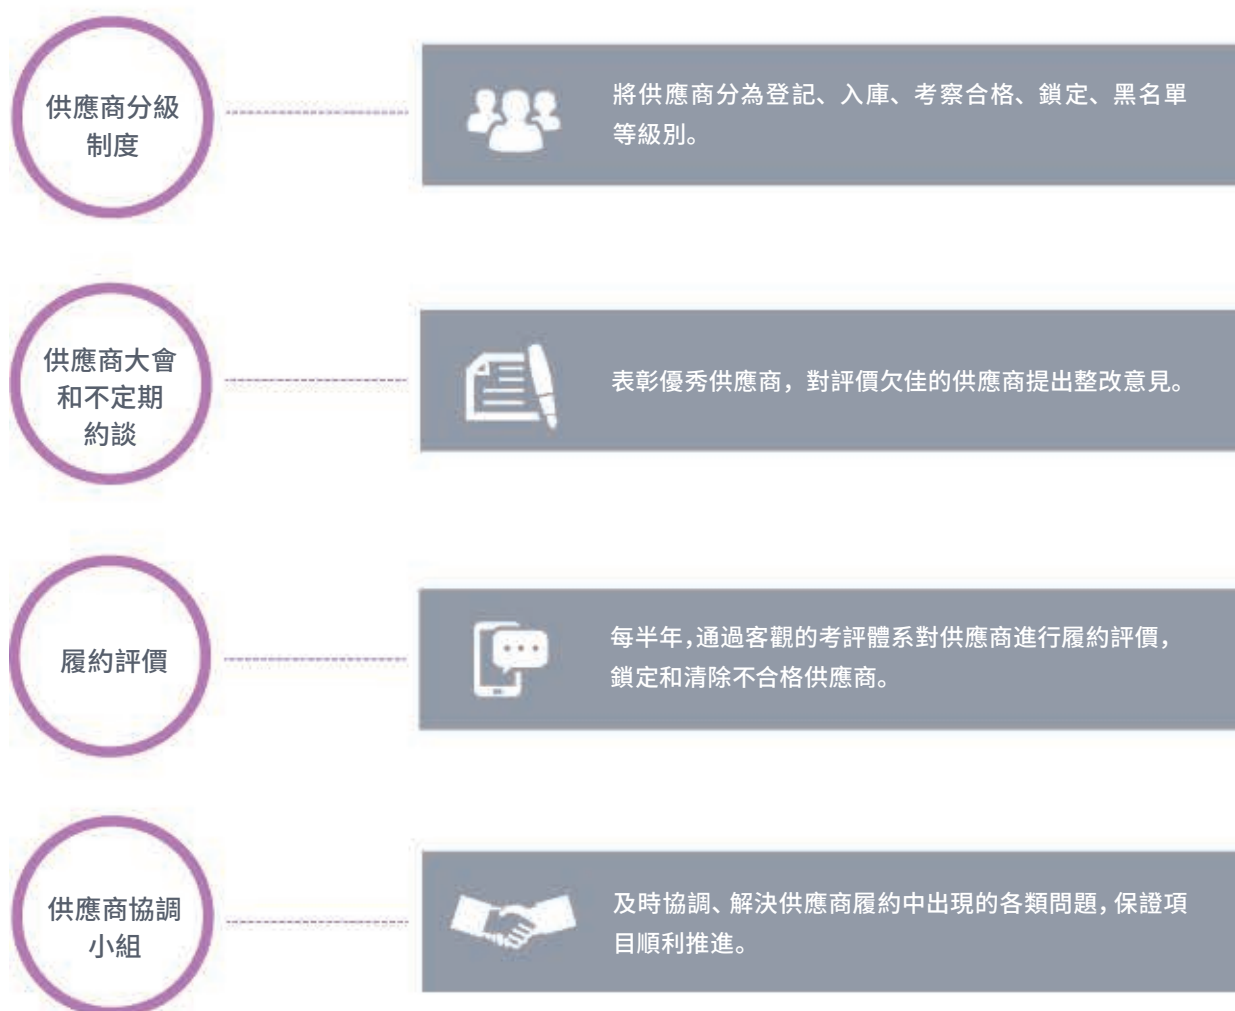 供應商分級
制度
將供應商分為登記、入庫、考察合格、鎖定、黑名單
等級別。
供應商大會
和不定期
約談
表彰優秀供應商，對評價欠佳的供應商提出整改意見。
履約評價
每半年，通過客觀的考評體系對供應商進行履約評價，
鎖定和清除不合格供應商。
供應商協調
小組
及時協調、解決供應商履約中出現的各類問題，保證項
目順利推進。